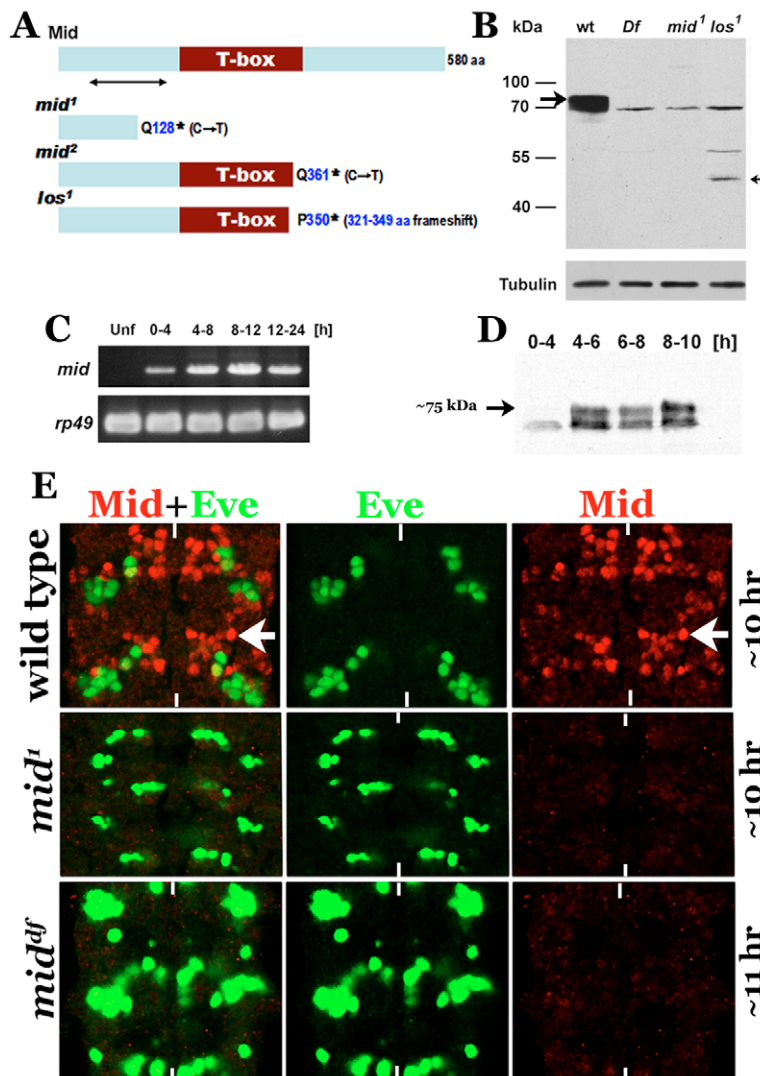 A
Mid
T-box
580 aa
mid¹
Q128* (C→T)
mid²
T-box
Q361* (C→T)
los¹
T-box
P350* (321-349 aa frameshift)
B
kDa wt Df mid¹ los¹
100
70
55
40
Tubulin
C
Unf 0-4 4-8 8-12 12-24 [h]
mid
rp49
D
0-4 4-6 6-8 8-10 [h]
~75 kDa
E
Mid+Eve Eve Mid
wild type
~10 hr
mid¹
~10 hr
mid^df
~11 hr